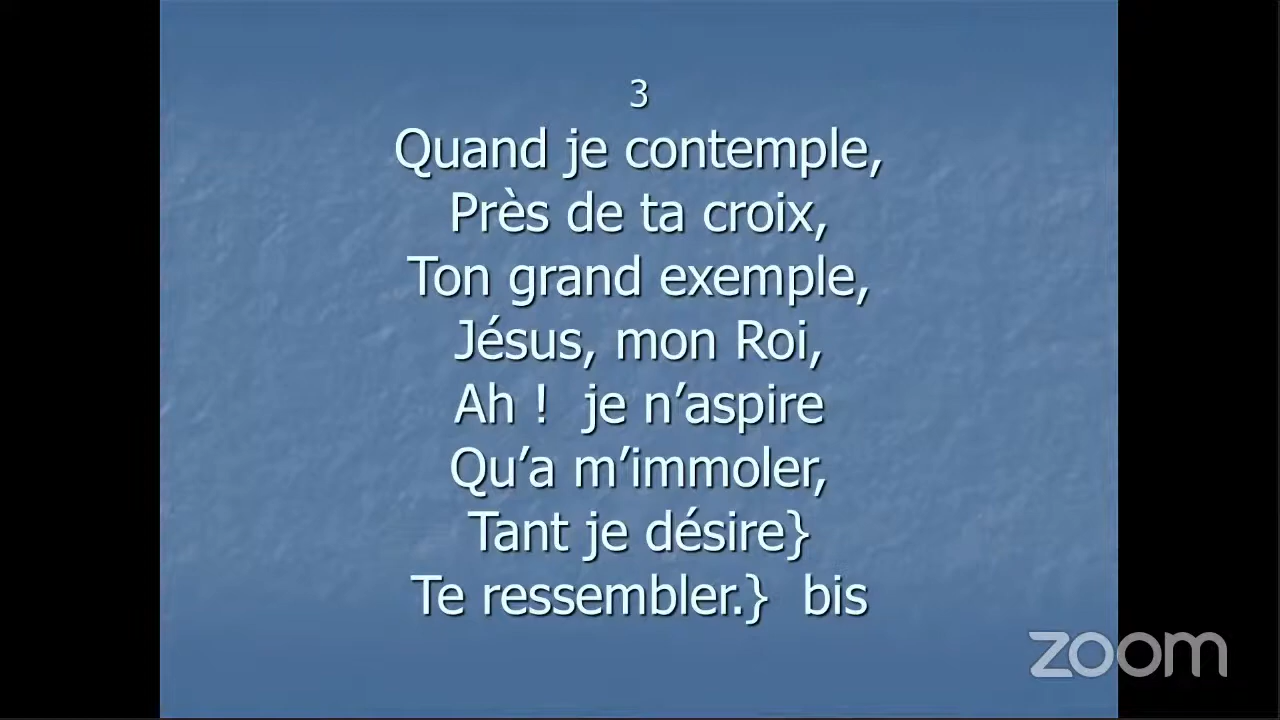 3
Quand je contemple,
Près de ta croix,
Ton grand exemple,
Jésus, mon Roi,
Ah !  je n’aspire
Qu’a m’immoler,
Tant je désire}
Te ressembler.}  bis
zoom